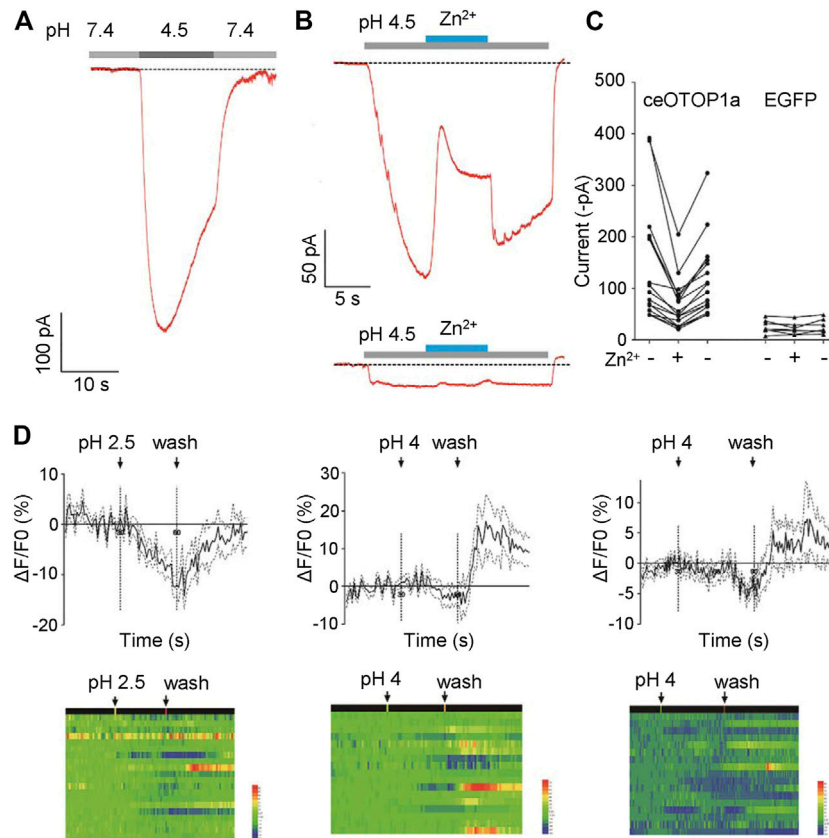 A
pH 7.4 4.5 7.4
100 pA
10 s
B
pH 4.5 Zn²⁺
50 pA
5 s
pH 4.5 Zn²⁺
C
500
400
300
200
100
0
Current (-pA)
ceOTOP1a EGFP
Zn²⁺ - + - - + -
D
pH 2.5 wash
10
0
-10
-20
ΔF/F0 (%)
Time (s)
pH 4 wash
30
20
10
0
-10
ΔF/F0 (%)
Time (s)
pH 4 wash
10
5
0
-5
-10
ΔF/F0 (%)
Time (s)
pH 2.5 wash
pH 4 wash
pH 4 wash